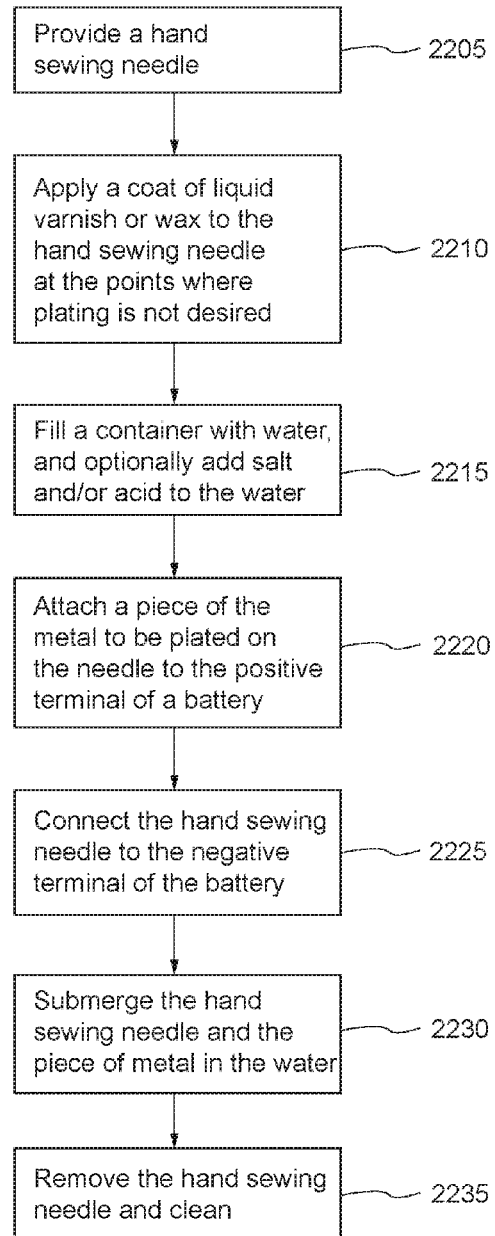 Provide a hand
sewing needle
2205
Apply a coat of liquid
varnish or wax to the
hand sewing needle
at the points where
plating is not desired
2210
Fill a container with water,
and optionally add salt
and/or acid to the water
2215
Attach a piece of the
metal to be plated on
the needle to the positive
terminal of a battery
2220
Connect the hand sewing
needle to the negative
terminal of the battery
2225
Submerge the hand
sewing needle and the
piece of metal in the water
2230
Remove the hand sewing
needle and clean
2235